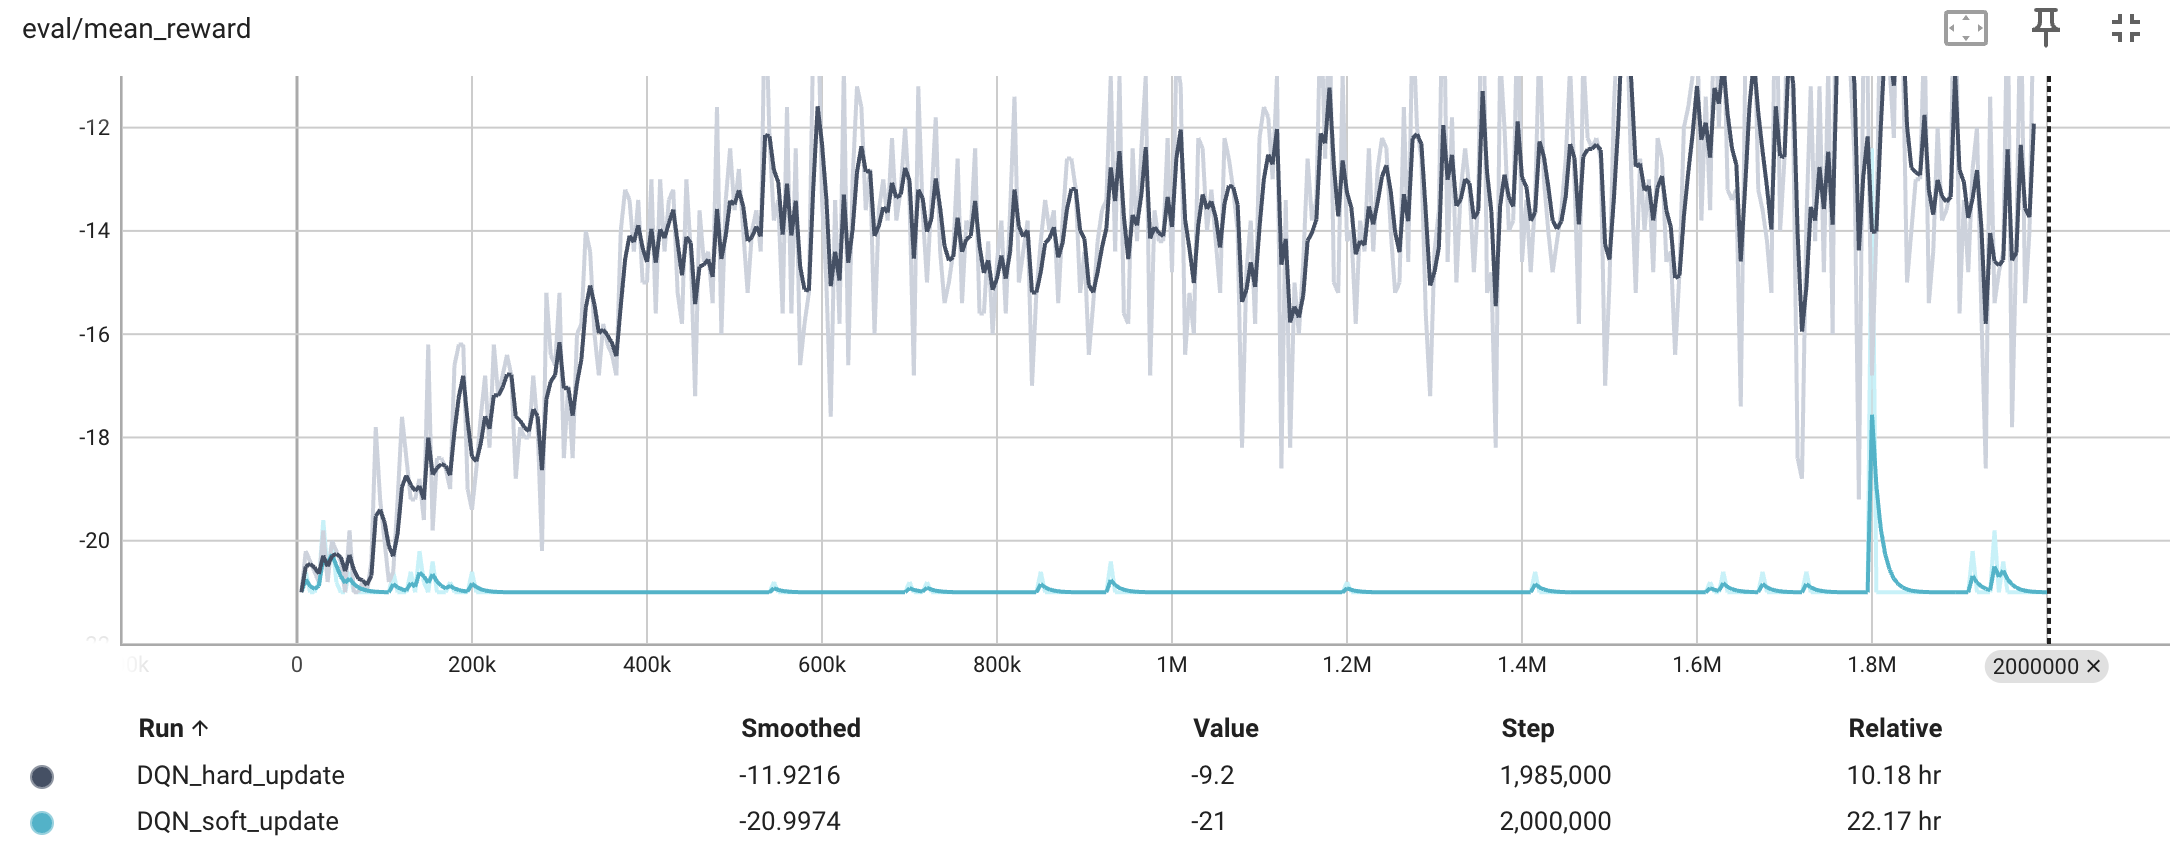 eval/mean_reward
-12
-14
-16
-18
-20
0 200k 400k 600k 800k 1M 1.2M 1.4M 1.6M 1.8M 2000000 ×
Run ↑ Smoothed Value Step Relative
DQN_hard_update -11.9216 -9.2 1,985,000 10.18 hr
DQN_soft_update -20.9974 -21 2,000,000 22.17 hr